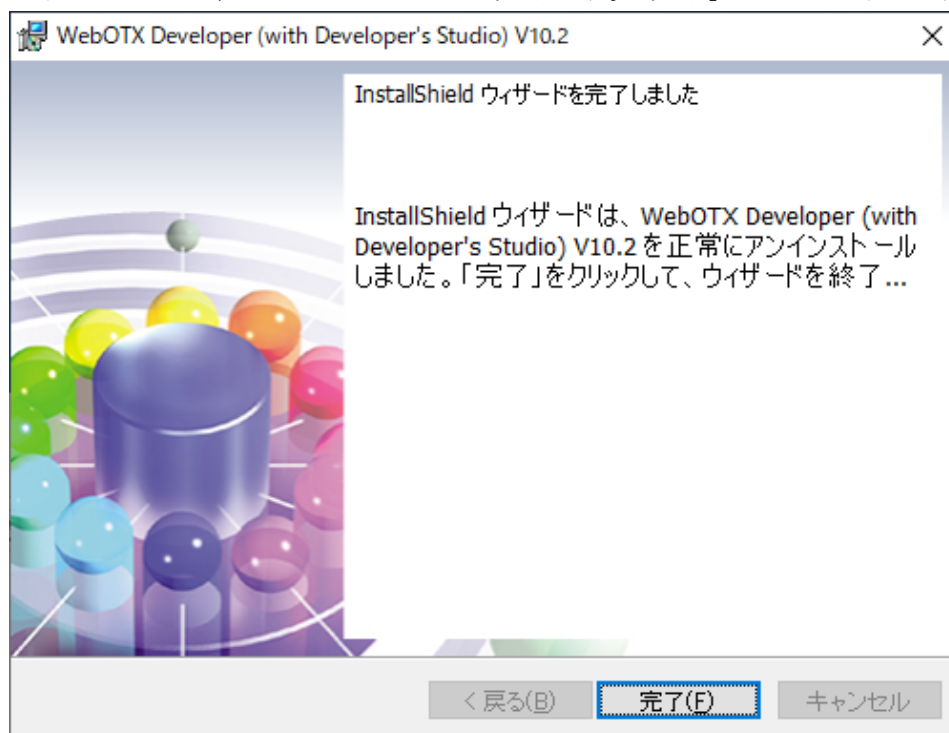 WebOTX Developer (with Developer's Studio) V10.2
InstallShield ウィザードを完了しました
InstallShield ウィザードは、WebOTX Developer (with
Developer's Studio) V10.2 を正常にアンインストール
しました。「完了」をクリックして、ウィザードを終了...
< 戻る(B)
完了(F)
キャンセル